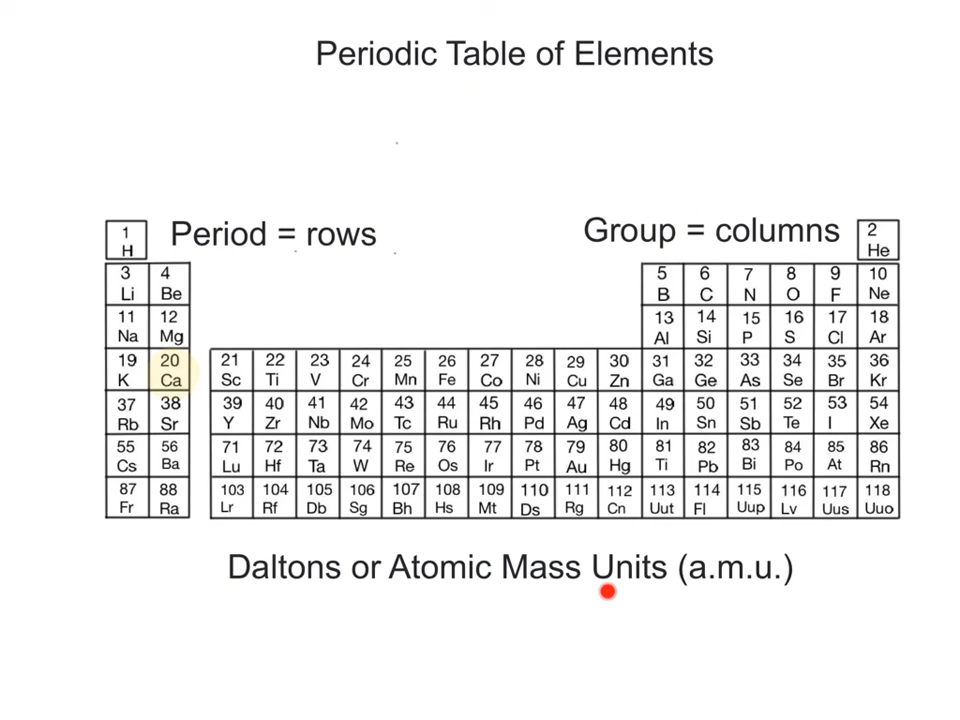 Periodic Table of Elements
Period = rows
Group = columns
1 2
H He
3 4 5 6 7 8 9 10
Li Be B C N O F Ne
11 12 13 14 15 16 17 18
Na Mg Al Si P S Cl Ar
19 20 21 22 23 24 25 26 27 28 29 30 31 32 33 34 35 36
K Ca Sc Ti V Cr Mn Fe Co Ni Cu Zn Ga Ge As Se Br Kr
37 38 39 40 41 42 43 44 45 46 47 48 49 50 51 52 53 54
Rb Sr Y Zr Nb Mo Tc Ru Rh Pd Ag Cd In Sn Sb Te I Xe
55 56 71 72 73 74 75 76 77 78 79 80 81 82 83 84 85 86
Cs Ba Lu Hf Ta W Re Os Ir Pt Au Hg Ti Pb Bi Po At Rn
87 88 103 104 105 106 107 108 109 110 111 112 113 114 115 116 117 118
Fr Ra Lr Rf Db Sg Bh Hs Mt Ds Rg Cn Uut Fl Uup Lv Uus Uuo
Daltons or Atomic Mass Units (a.m.u.)